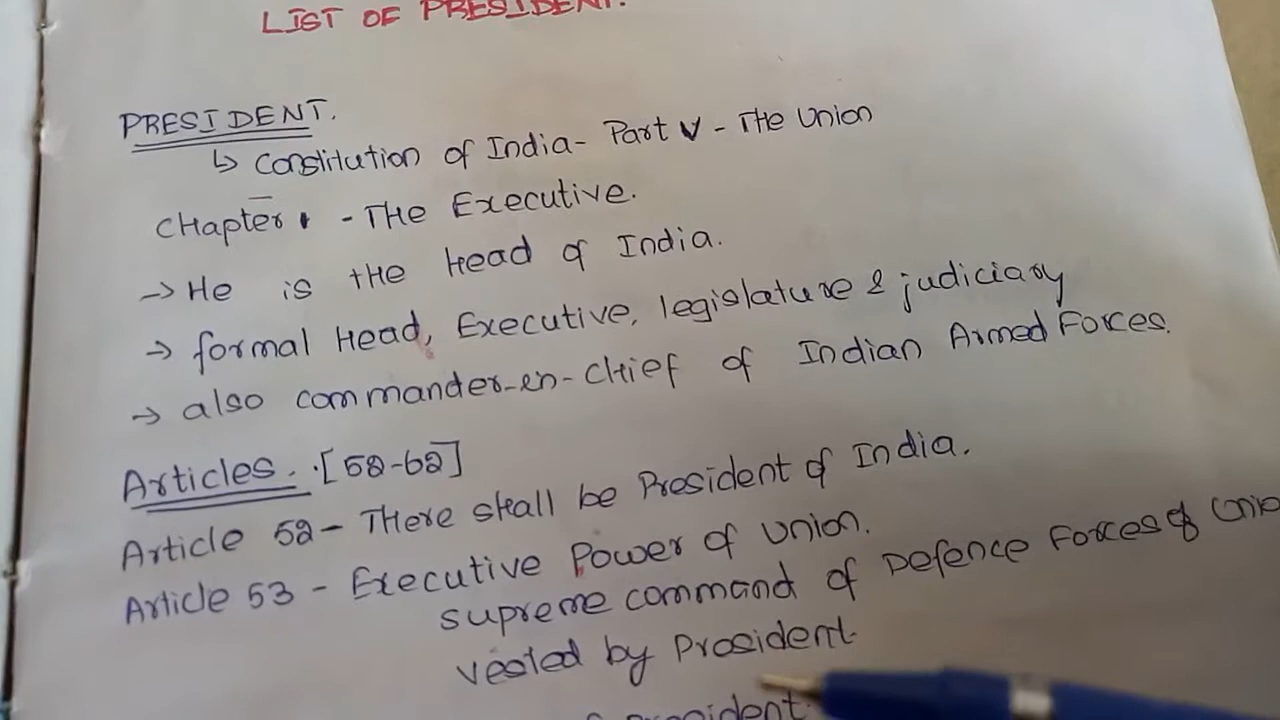 LIST OF PRESIDENT.
PRESIDENT.
↳ Constitution of India - Part V - The Union
CHapter 1 - THe Executive.
→ He is tHe Head of India.
→ formal Head, Executive, legislature & judiciary
→ also commander-in-Chief of Indian Armed Forces.
Articles. [52-62]
Article 52 - THere sHall be President of India.
Article 53 - Executive Power of Union.
supreme command of Defence Forces of
vested by President.
President.